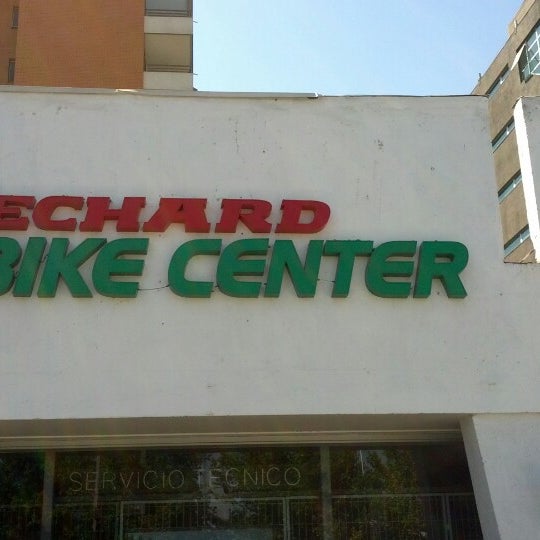 ECHARD
BIKE CENTER
SERVICIO TECNICO